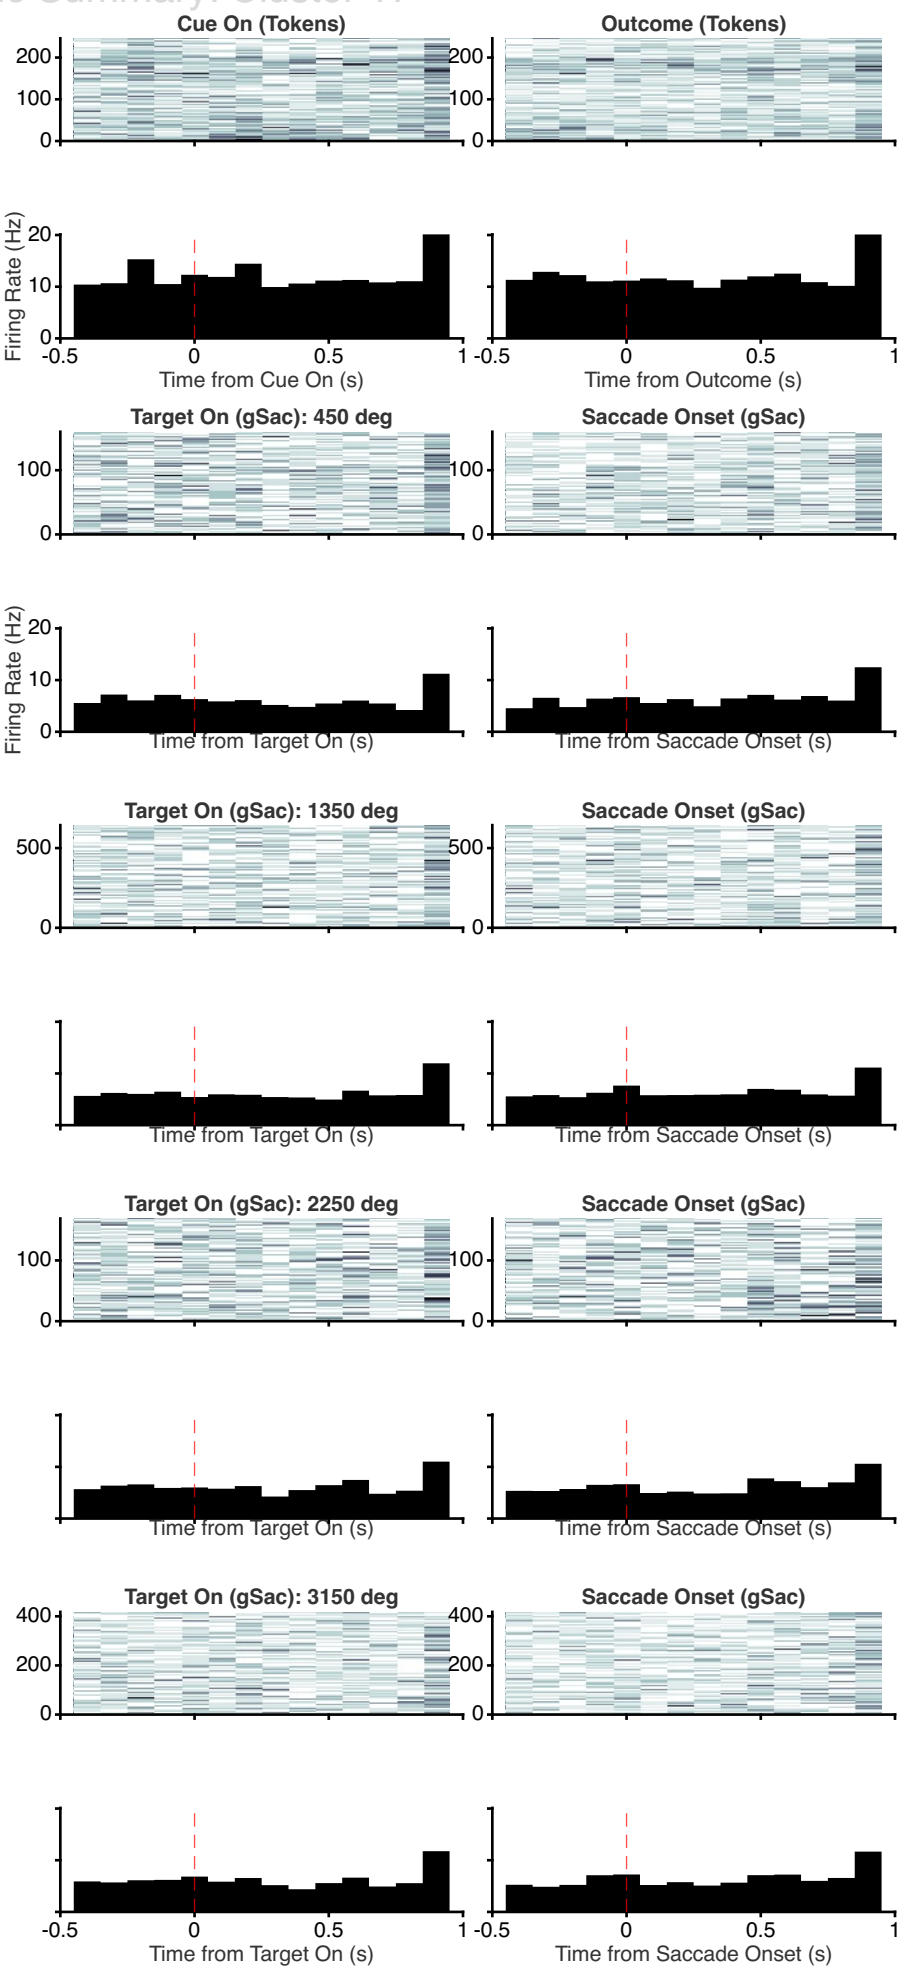 Summary: Cluster 17
Cue On (Tokens)
Outcome (Tokens)
200
100
0
200
100
0
Firing Rate (Hz)
20
10
0
-0.5
0
0.5
1
-0.5
0
0.5
1
Time from Cue On (s)
Time from Outcome (s)
Target On (gSac): 450 deg
Saccade Onset (gSac)
100
0
100
0
Firing Rate (Hz)
20
10
0
Time from Target On (s)
Time from Saccade Onset (s)
Target On (gSac): 1350 deg
Saccade Onset (gSac)
500
0
500
0
Time from Target On (s)
Time from Saccade Onset (s)
Target On (gSac): 2250 deg
Saccade Onset (gSac)
100
0
100
0
Time from Target On (s)
Time from Saccade Onset (s)
Target On (gSac): 3150 deg
Saccade Onset (gSac)
400
200
0
400
200
0
-0.5
0
0.5
1
-0.5
0
0.5
1
Time from Target On (s)
Time from Saccade Onset (s)